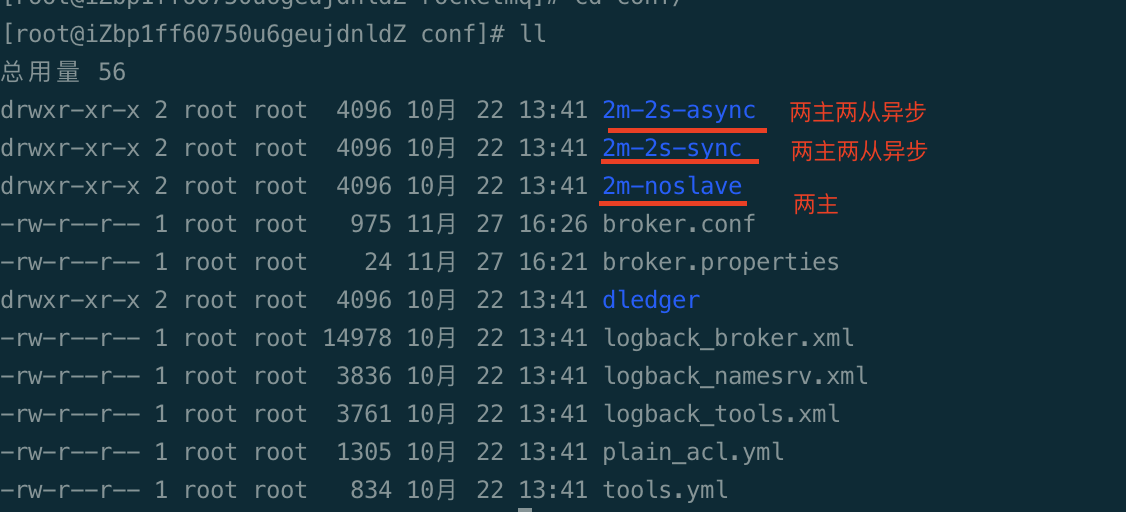 [root@iZbp1ff60750u6geujdnldZ rocketmq]# cd conf/
[root@iZbp1ff60750u6geujdnldZ conf]# ll
总用量 56
drwxr-xr-x 2 root root  4096 10月  22 13:41 2m-2s-async 两主两从异步
drwxr-xr-x 2 root root  4096 10月  22 13:41 2m-2s-sync 两主两从异步
drwxr-xr-x 2 root root  4096 10月  22 13:41 2m-noslave 两主
-rw-r--r-- 1 root root   975 11月  27 16:26 broker.conf
-rw-r--r-- 1 root root    24 11月  27 16:21 broker.properties
drwxr-xr-x 2 root root  4096 10月  22 13:41 dledger
-rw-r--r-- 1 root root 14978 10月  22 13:41 logback_broker.xml
-rw-r--r-- 1 root root  3836 10月  22 13:41 logback_namesrv.xml
-rw-r--r-- 1 root root  3761 10月  22 13:41 logback_tools.xml
-rw-r--r-- 1 root root  1305 10月  22 13:41 plain_acl.yml
-rw-r--r-- 1 root root   834 10月  22 13:41 tools.yml